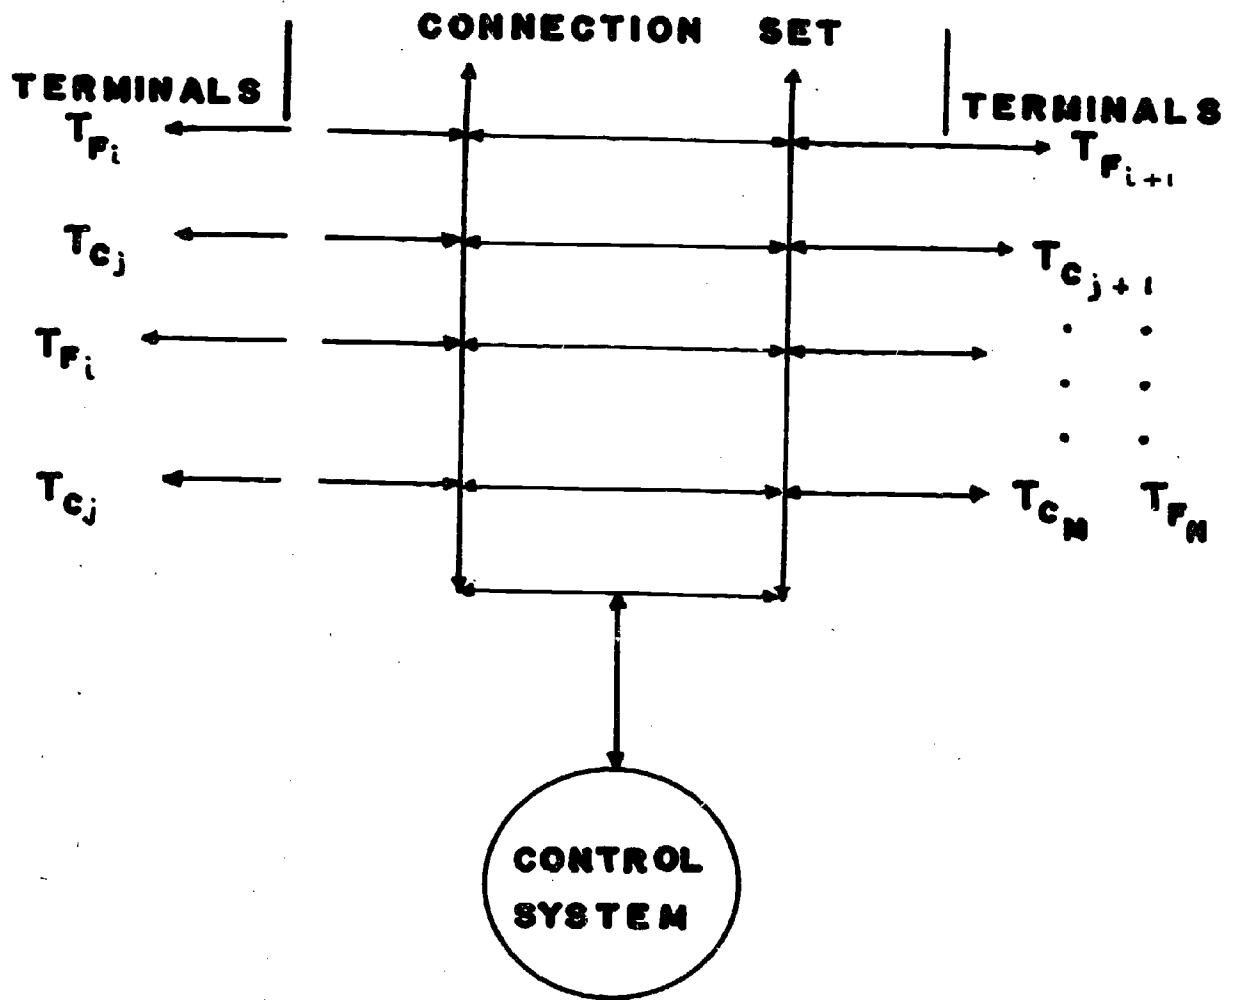 CONNECTION SET
TERMINALS
TERMINALS
T_{F_i}
T_{F_{i+1}}
T_{C_j}
T_{C_{j+1}}
T_{F_i}
T_{C_j}
T_{C_M} T_{F_N}
CONTROL
SYSTEM